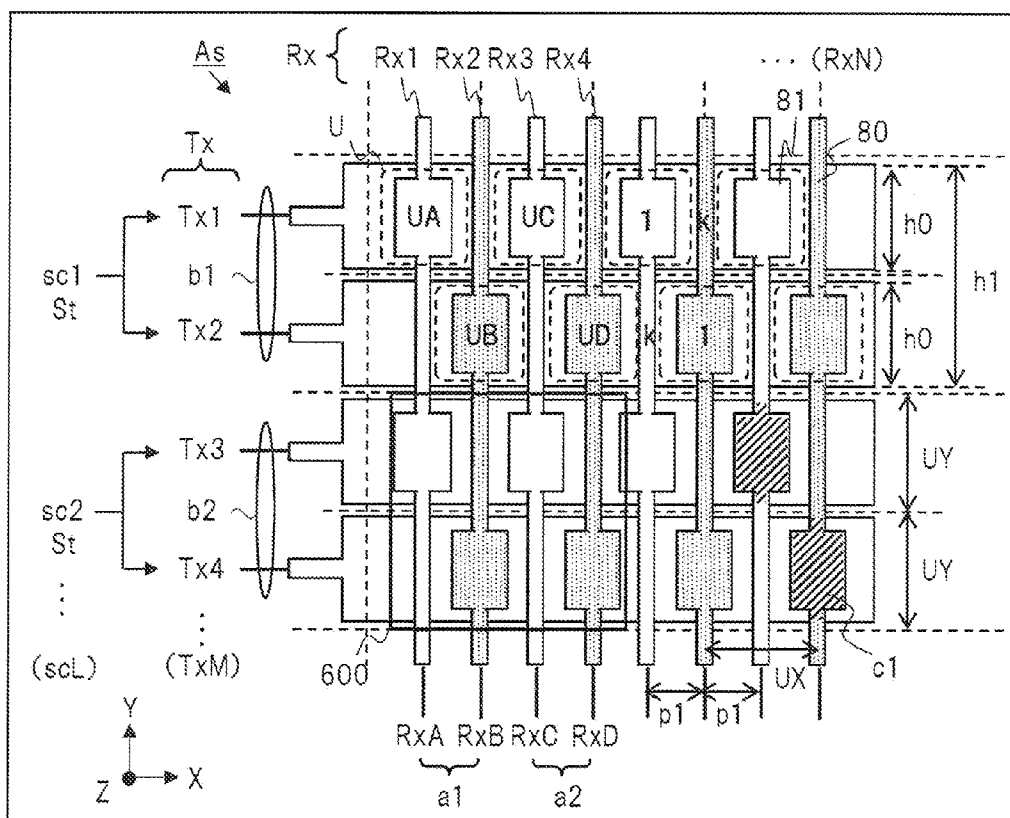 As
Rx {
Rx1 Rx2 Rx3 Rx4
··· (RxN)
81
80
U
Tx
Tx1
UA UC 1 k
h0
sc1
St
b1
h1
Tx2
UB UD k 1
h0
Tx3
UY
sc2
St
b2
Tx4
UY
⋮
⋮
(scL)
(TxM)
600
c1
UX
p1 p1
RxA RxB RxC RxD
a1 a2
Y
Z X